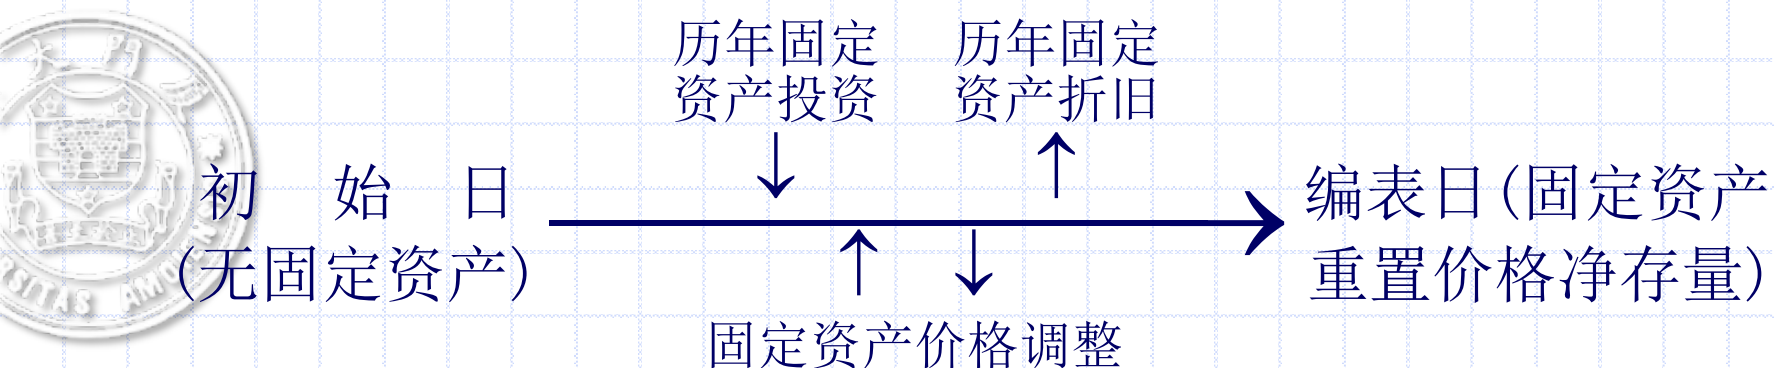 历年固定 历年固定
资产投资 资产折旧
初 始 日 编表日(固定资产
(无固定资产) 重置价格净存量)
固定资产价格调整